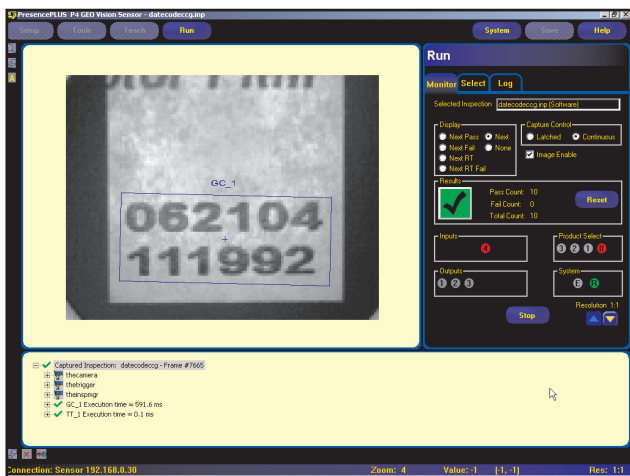 PresencePLUS P4 GEO Vision Sensor - datecodeccg.inp
Setup Tools Teach Run System Save Help
Run
Monitor Select Log
Selected Inspection datecodeccg.inp (Software)
Display
Next Pass Next
Next Fail None
Next RT
Next RT Fail
Capture Control
Latched Continuous
Image Enable
Results
Pass Count: 10
Fail Count: 0
Total Count: 10
Reset
Inputs
4
Product Select
3 2 1 0
Outputs
1 2 3
System
E R
Stop
Resolution 1:1
GC_1
062104
111992
Captured Inspection: datecodeccg - Frame #7665
thecamera
thetrigger
theinspmgr
GC_1 Execution time = 591.6 ms
TT_1 Execution time = 0.1 ms
Connection: Sensor 192.168.0.30 Zoom: 4 Value: -1 (-1, -1) Res: 1:1